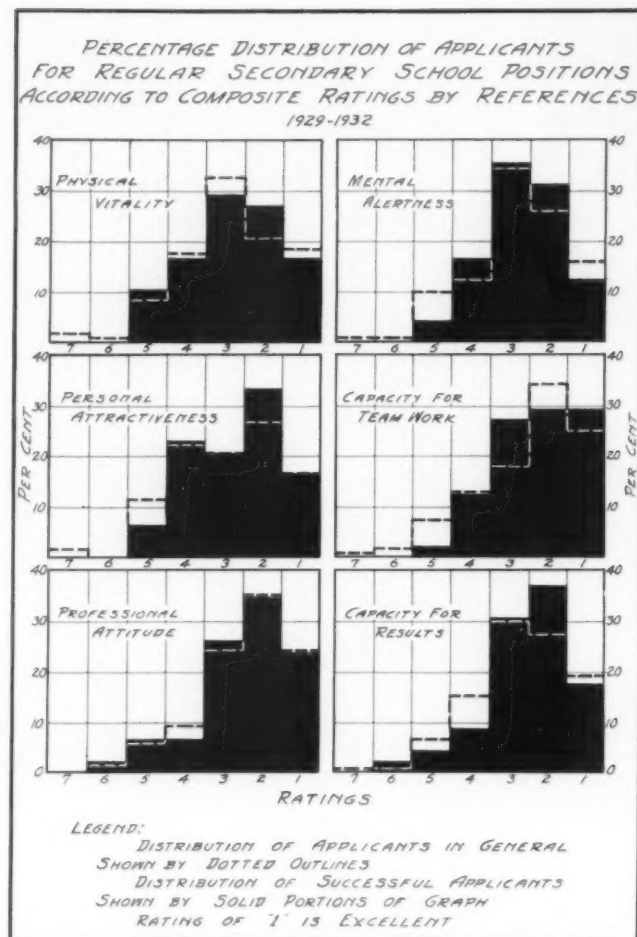 PERCENTAGE DISTRIBUTION OF APPLICANTS
FOR REGULAR SECONDARY SCHOOL POSITIONS
ACCORDING TO COMPOSITE RATINGS BY REFERENCES
1929-1932
40
30
20
10
PHYSICAL
VITALITY
7 6 5 4 3 2 1
MENTAL
ALERTNESS
40
30
20
10
7 6 5 4 3 2 1
40
30
20
10
PER CENT
PERSONAL
ATTRACTIVENESS
7 6 5 4 3 2 1
CAPACITY FOR
TEAM WORK
40
30
20
10
PER CENT
7 6 5 4 3 2 1
40
30
20
10
0
PROFESSIONAL
ATTITUDE
7 6 5 4 3 2 1
CAPACITY FOR
RESULTS
40
30
20
10
0
7 6 5 4 3 2 1
RATINGS
LEGEND:
DISTRIBUTION OF APPLICANTS IN GENERAL
SHOWN BY DOTTED OUTLINES
DISTRIBUTION OF SUCCESSFUL APPLICANTS
SHOWN BY SOLID PORTIONS OF GRAPH
RATING OF "1" IS EXCELLENT